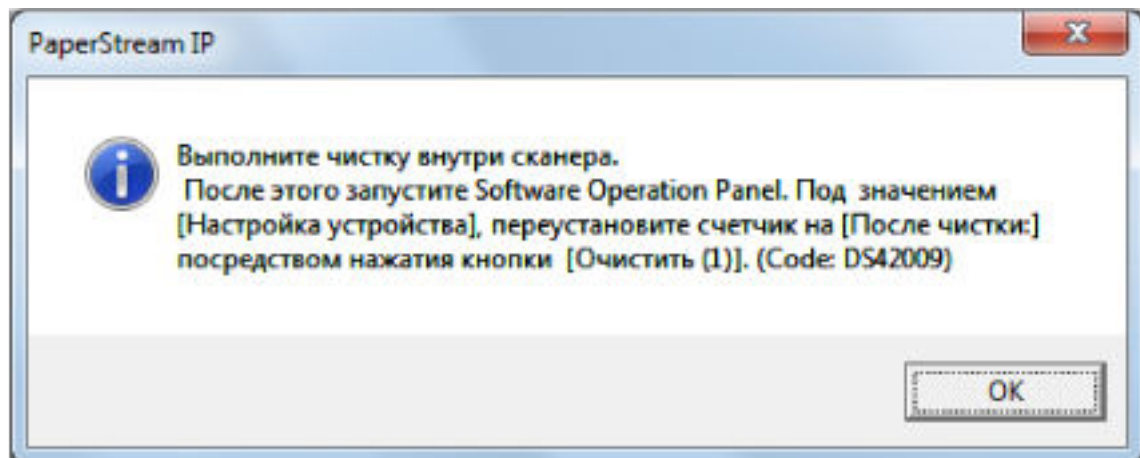 PaperStream IP
Выполните чистку внутри сканера.
После этого запустите Software Operation Panel. Под значением
[Настройка устройства], переустановите счетчик на [После чистки:]
посредством нажатия кнопки [Очистить (1)]. (Code: DS42009)
OK